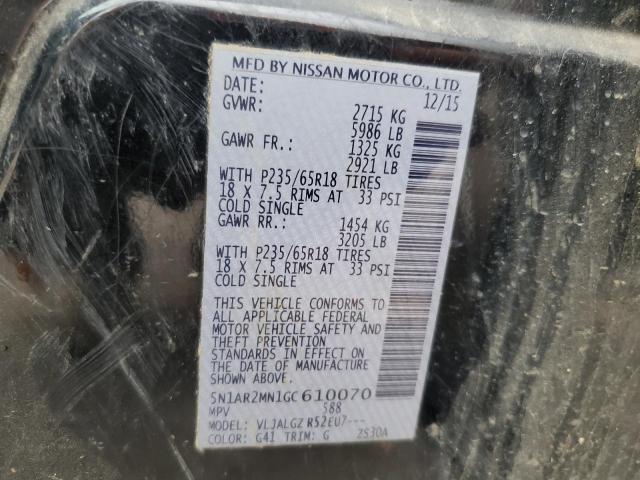 MFD BY NISSAN MOTOR CO., LTD.
DATE: 12/15
GVWR: 2715 KG
5986 LB
GAWR FR.: 1325 KG
2921 LB
WITH P235/65R18 TIRES
18 X 7.5 RIMS AT 33 PSI
COLD SINGLE
GAWR RR.: 1454 KG
3205 LB
WITH P235/65R18 TIRES
18 X 7.5 RIMS AT 33 PSI
COLD SINGLE
THIS VEHICLE CONFORMS TO
ALL APPLICABLE FEDERAL
MOTOR VEHICLE SAFETY AND
THEFT PREVENTION
STANDARDS IN EFFECT ON
THE DATE OF MANUFACTURE
SHOWN ABOVE.
5N1AR2MN1GC610070
MPV 588
MODEL: VLJALGZ R52EU7---
COLOR: G41 TRIM: G 2S30A